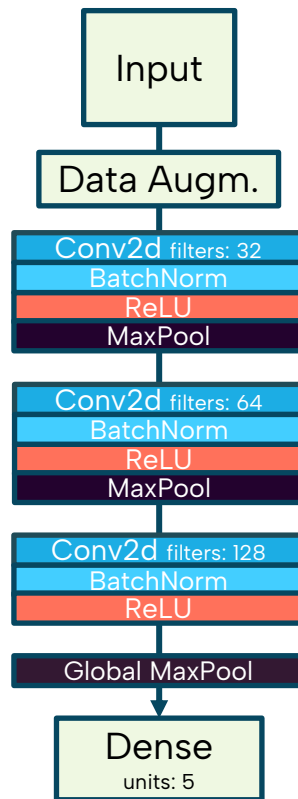 Input
Data Augm.
Conv2d filters: 32
BatchNorm
ReLU
MaxPool
Conv2d filters: 64
BatchNorm
ReLU
MaxPool
Conv2d filters: 128
BatchNorm
ReLU
Global MaxPool
Dense
units: 5